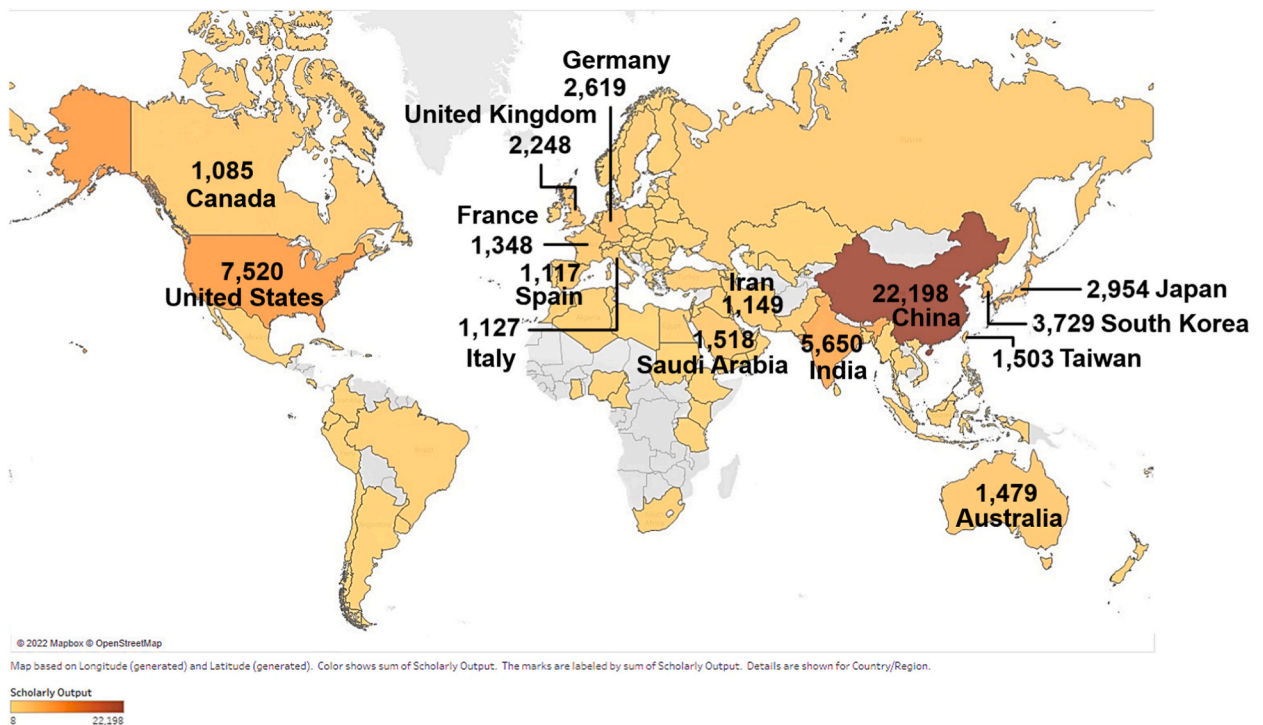 Germany
2,619
United Kingdom
2,248
1,085
Canada
France
1,348
7,520
United States
1,117
Spain
Iran
1,149
22,198
China
2,954 Japan
3,729 South Korea
1,127
Italy
1,518
Saudi Arabia
5,650
India
1,503 Taiwan
1,479
Australia
© 2022 Mapbox © OpenStreetMap
Map based on Longitude (generated) and Latitude (generated). Color shows sum of Scholarly Output. The marks are labeled by sum of Scholarly Output. Details are shown for Country/Region.
Scholarly Output
8
22,198